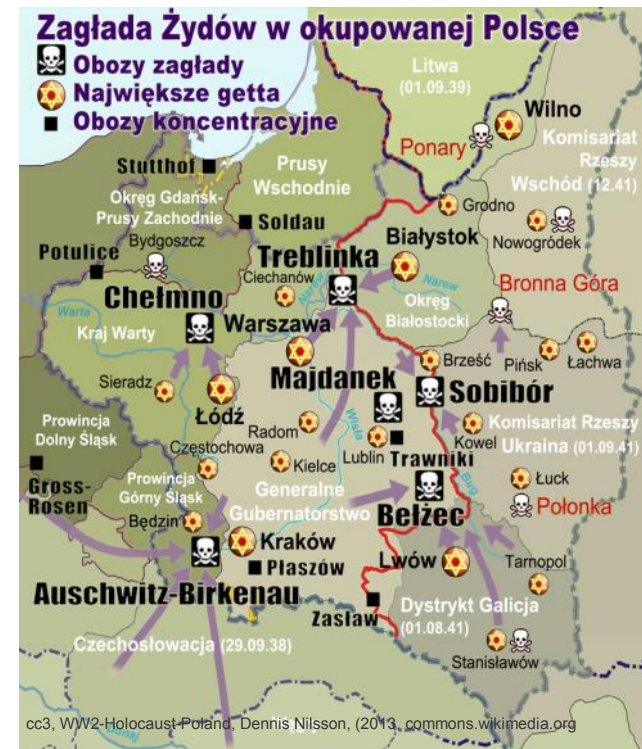 Zagłada Żydów w okupowanej Polsce
Obozy zagłady
Największe getta
Obozy koncentracyjne
Litwa
(01.09.39)
Wilno
Ponary
Komisariat
Rzeszy
Wschód (12.41)
Stutthof
Prusy
Wschodnie
Okręg Gdańsk-
Prusy Zachodnie
Soldau
Grodno
Nowogródek
Bydgoszcz
Potulice
Treblinka
Białystok
Ciechanów
Narew
Bronna Góra
Chełmno
Warszawa
Okręg
Białostocki
Warta
Kraj Warty
Brześć
Pińsk
Łachwa
Majdanek
Sobibór
Sieradz
Łódź
Wisła
Prowincja
Dolny Śląsk
Radom
Lublin
Trawniki
Kowel
Komisariat Rzeszy
Ukraina (01.09.41)
Częstochowa
Kielce
Gross-
Rosen
Prowincja
Górny Śląsk
Generalne
Gubernatorstwo
Bełżec
Bug
Łuck
Połonka
Będzin
Kraków
Płaszów
Lwów
Tarnopol
Auschwitz-Birkenau
Zasław
Dystrykt Galicja
(01.08.41)
Czechosłowacja (29.09.38)
Stanisławów
cc3, WW2-Holocaust-Poland, Dennis Nilsson, (2013, commons.wikimedia.org
Dunaj